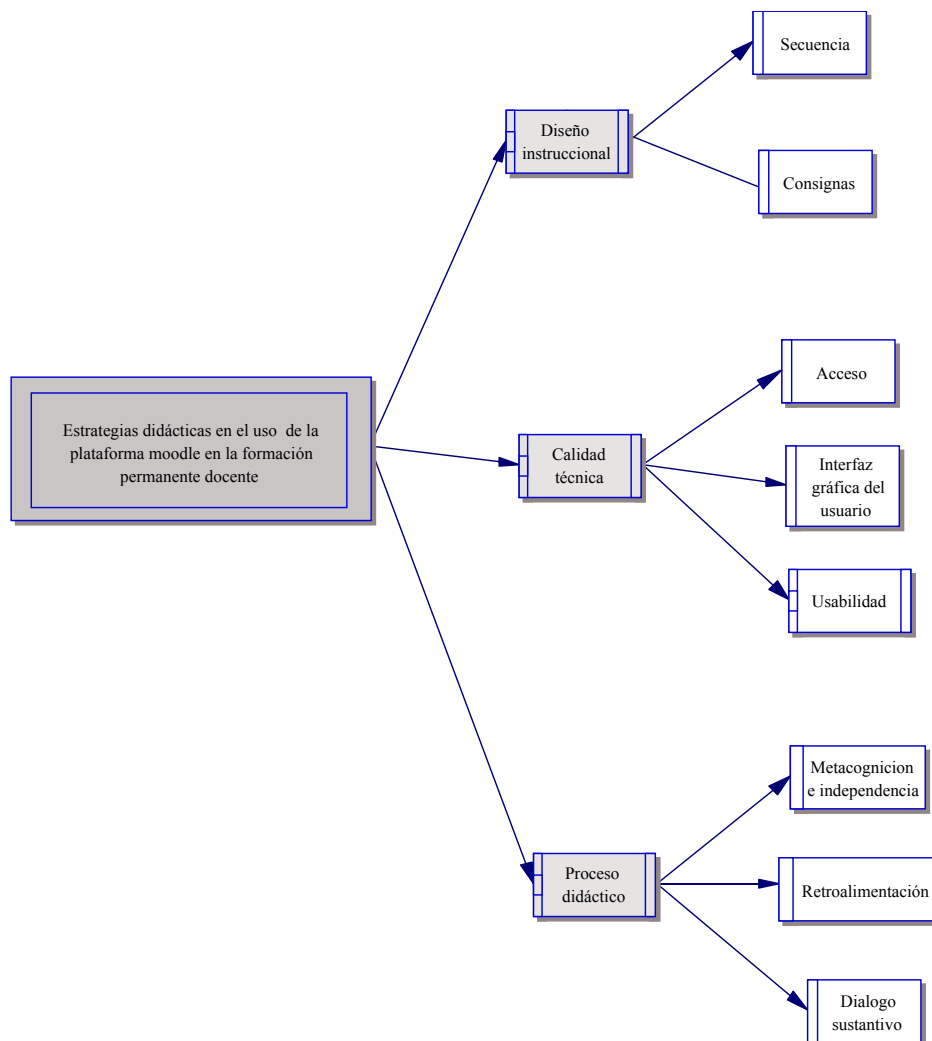 Secuencia
Diseño
instruccional
Consignas
Acceso
Estrategias didácticas en el uso  de la
plataforma moodle en la formación
permanente docente
Calidad
técnica
Interfaz
gráfica del
usuario
Usabilidad
Metacognicion
e independencia
Proceso
didáctico
Retroalimentación
Dialogo
sustantivo